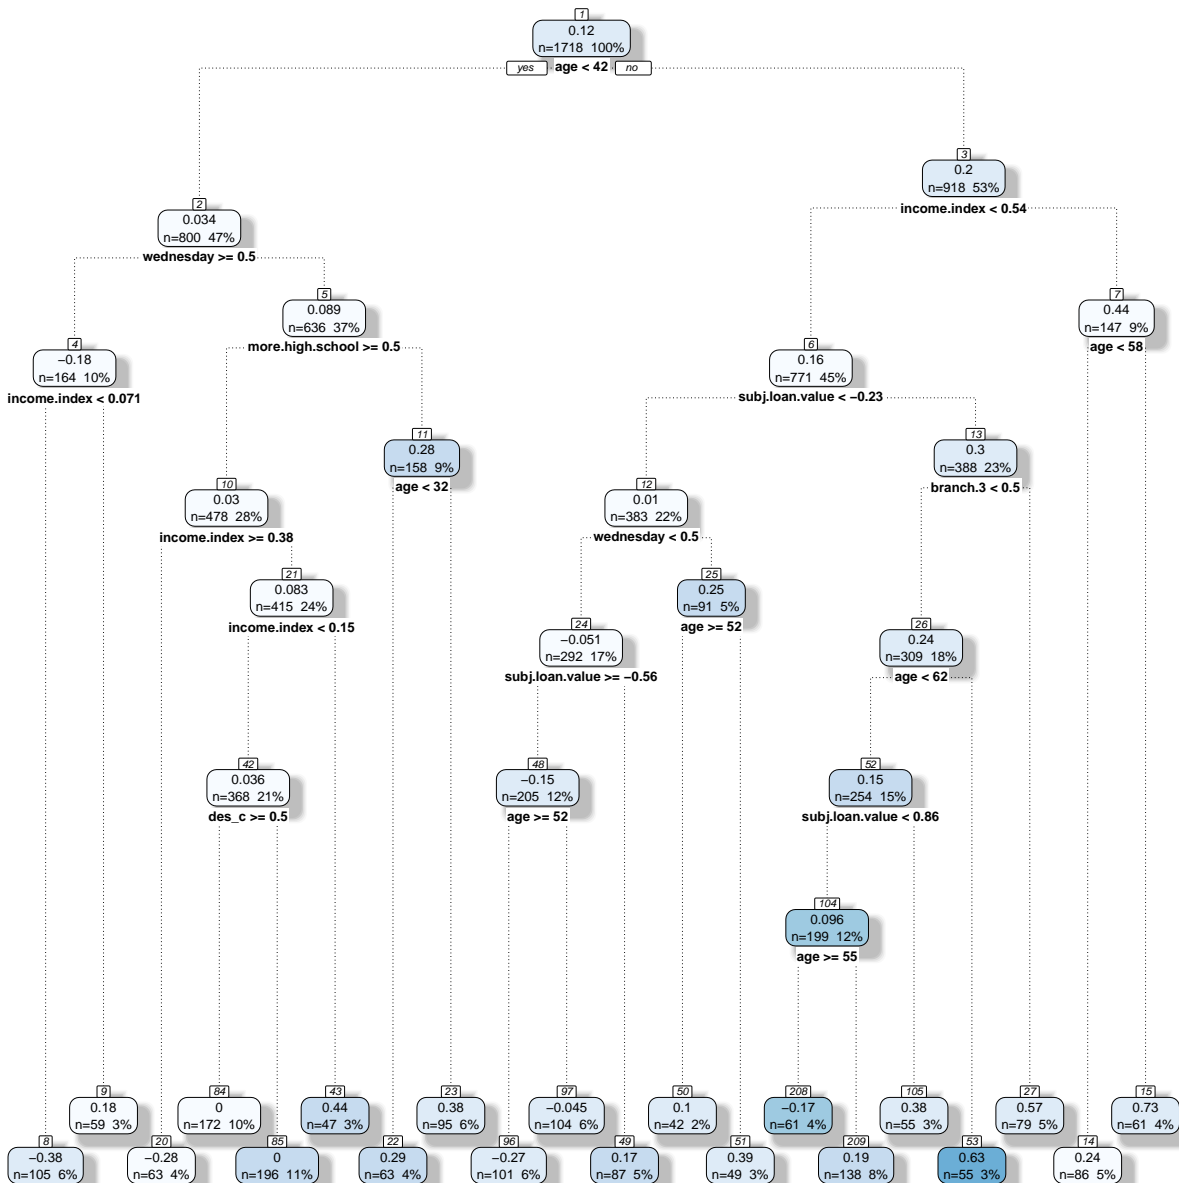 1
0.12
n=1718 100%
yes age < 42 no
3
0.2
n=918 53%
income.index < 0.54
2
0.034
n=800 47%
wednesday >= 0.5
5
0.089
n=636 37%
more.high.school >= 0.5
7
0.44
n=147 9%
age < 58
4
−0.18
n=164 10%
income.index < 0.071
6
0.16
n=771 45%
subj.loan.value < −0.23
11
0.28
n=158 9%
age < 32
13
0.3
n=388 23%
branch.3 < 0.5
10
0.03
n=478 28%
income.index >= 0.38
12
0.01
n=383 22%
wednesday < 0.5
21
0.083
n=415 24%
income.index < 0.15
25
0.25
n=91 5%
age >= 52
24
−0.051
n=292 17%
subj.loan.value >= −0.56
26
0.24
n=309 18%
age < 62
42
0.036
n=368 21%
des_c >= 0.5
48
−0.15
n=205 12%
age >= 52
52
0.15
n=254 15%
subj.loan.value < 0.86
104
0.096
n=199 12%
age >= 55
8
−0.38
n=105 6%
9
0.18
n=59 3%
20
−0.28
n=63 4%
84
0
n=172 10%
85
0
n=196 11%
43
0.44
n=47 3%
22
0.29
n=63 4%
23
0.38
n=95 6%
96
−0.27
n=101 6%
97
−0.045
n=104 6%
49
0.17
n=87 5%
50
0.1
n=42 2%
51
0.39
n=49 3%
208
−0.17
n=61 4%
209
0.19
n=138 8%
105
0.38
n=55 3%
53
0.63
n=55 3%
27
0.57
n=79 5%
14
0.24
n=86 5%
15
0.73
n=61 4%